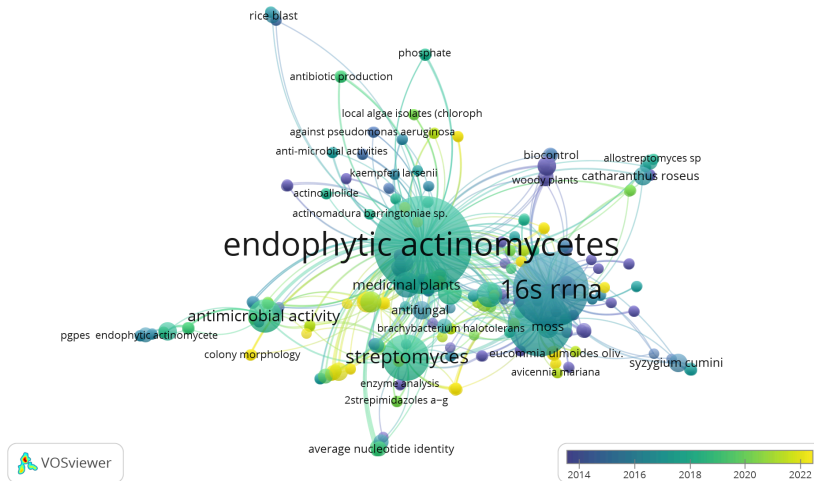 rice blast
phosphate
antibiotic production
local algae isolates (chloroph
against pseudomonas aeruginosa
anti-microbial activities
biocontrol
allostreptomyces sp
kaempferi larsenii
woody plants
catharanthus roseus
actinoallolide
actinomadura barringtoniae sp.
endophytic actinomycetes
medicinal plants
16s rrna
antifungal
antimicrobial activity
brachybacterium halotolerans
moss
pgpes
endophytic actinomycete
colony morphology
streptomyces
eucommia ulmoides oliv.
syzygium cumini
avicennia mariana
enzyme analysis
2strepimidazoles a−g
average nucleotide identity
VOSviewer
2014 2016 2018 2020 2022